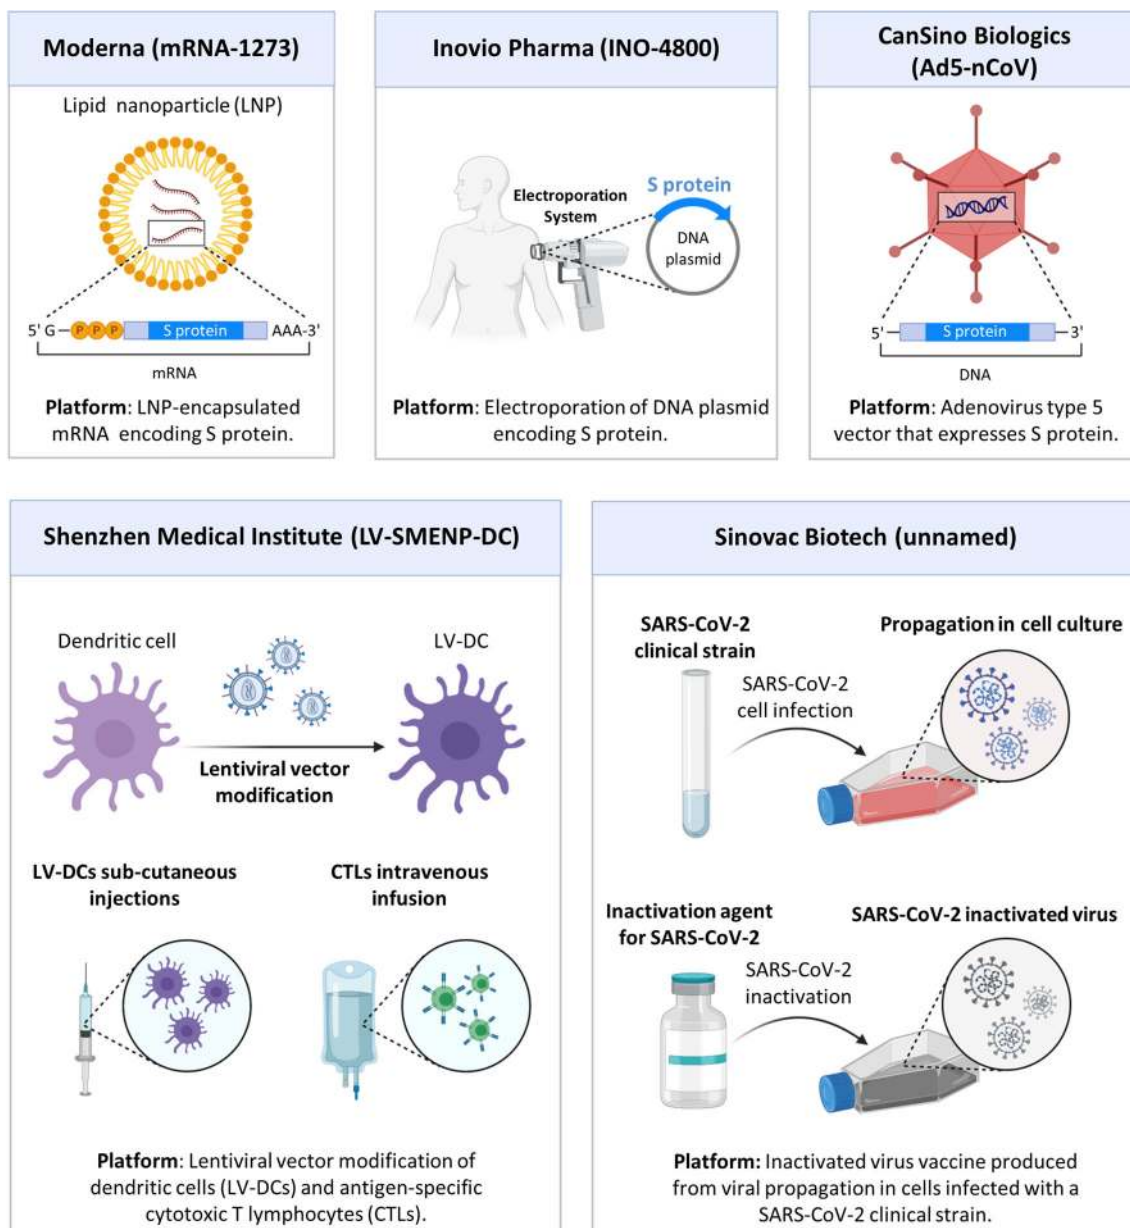 Moderna (mRNA-1273)
Lipid nanoparticle (LNP)
5' G
P P P
S protein
AAA-3'
mRNA
Platform: LNP-encapsulated
mRNA encoding S protein.
Inovio Pharma (INO-4800)
Electroporation
System
S protein
DNA
plasmid
Platform: Electroporation of DNA plasmid
encoding S protein.
CanSino Biologics
(Ad5-nCoV)
5'
S protein
3'
DNA
Platform: Adenovirus type 5
vector that expresses S protein.
Shenzhen Medical Institute (LV-SMENP-DC)
Dendritic cell
LV-DC
Lentiviral vector
modification
LV-DCs sub-cutaneous
injections
CTLs intravenous
infusion
Platform: Lentiviral vector modification of
dendritic cells (LV-DCs) and antigen-specific
cytotoxic T lymphocytes (CTLs).
Sinovac Biotech (unnamed)
SARS-CoV-2
clinical strain
SARS-CoV-2
cell infection
Propagation in cell culture
Inactivation agent
for SARS-CoV-2
SARS-CoV-2
inactivation
SARS-CoV-2 inactivated virus
Platform: Inactivated virus vaccine produced
from viral propagation in cells infected with a
SARS-CoV-2 clinical strain.